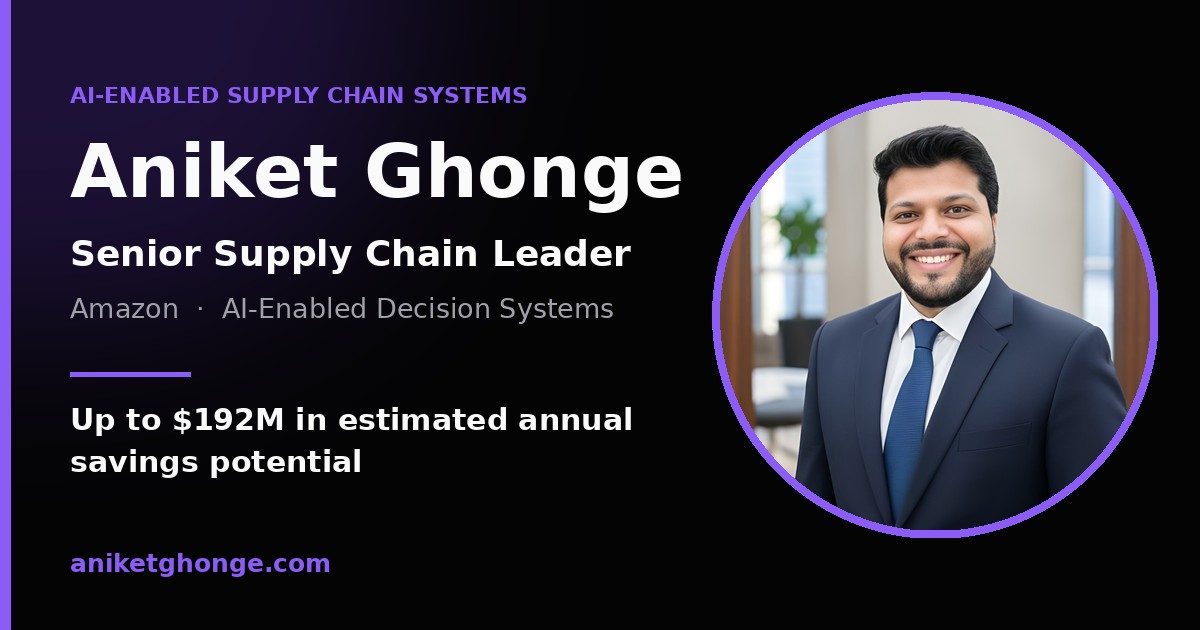 AI-ENABLED SUPPLY CHAIN SYSTEMS
Aniket Ghonge
Senior Supply Chain Leader
Amazon · AI-Enabled Decision Systems
Up to $192M in estimated annual
savings potential
aniketghonge.com